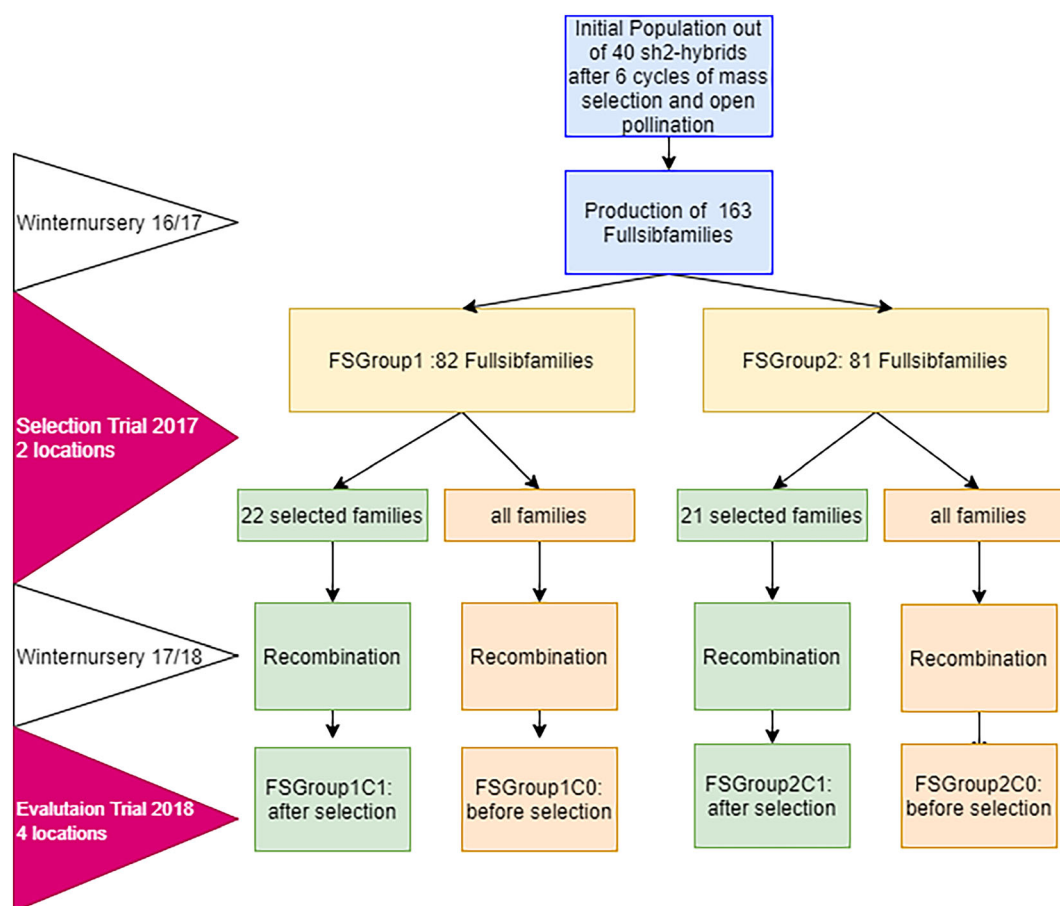 Initial Population out
of 40 sh2-hybrids
after 6 cycles of mass
selection and open
pollination
Winternursery 16/17
Production of 163
Fullsibfamilies
FSGroup1 :82 Fullsibfamilies
FSGroup2: 81 Fullsibfamilies
Selection Trial 2017
2 locations
22 selected families
all families
21 selected families
all families
Winternursery 17/18
Recombination
Recombination
Recombination
Recombination
Evalutaion Trial 2018
4 locations
FSGroup1C1:
after selection
FSGroup1C0:
before selection
FSGroup2C1:
after selection
FSGroup2C0:
before selection